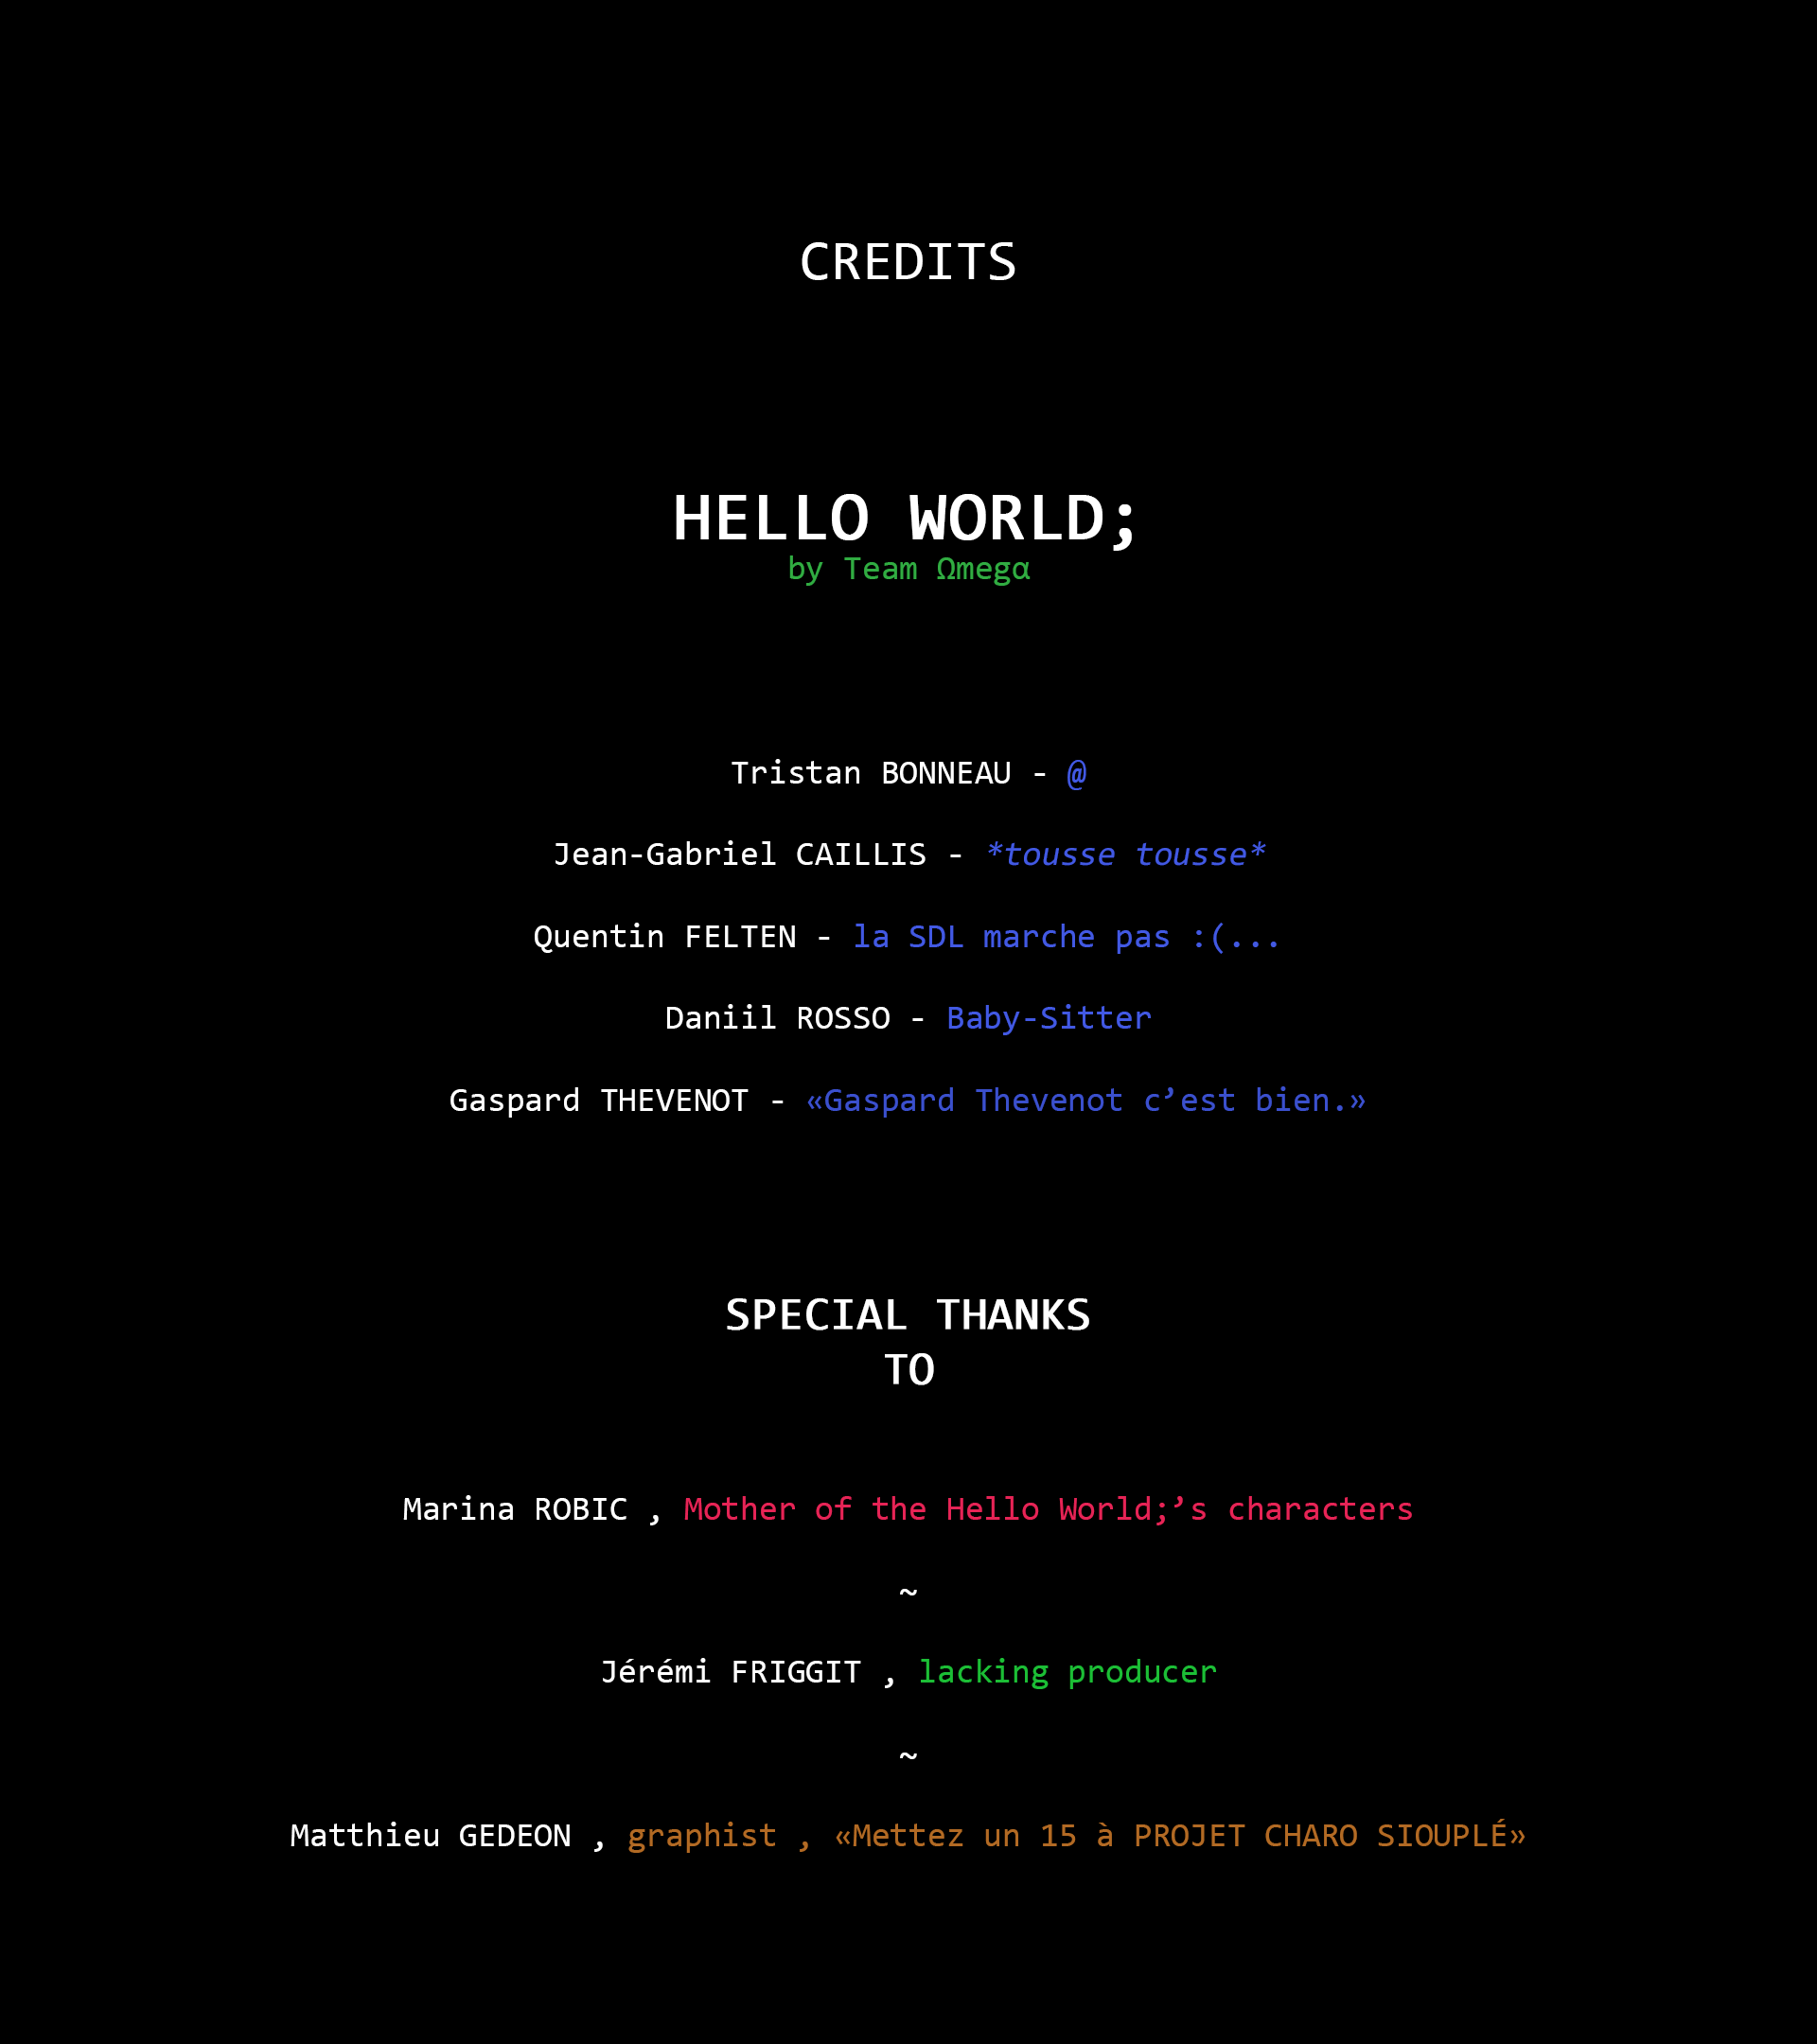 CREDITS
HELLO WORLD;
by Team Ωmegα
Tristan BONNEAU - @
Jean-Gabriel CAILLIS - *tousse tousse*
Quentin FELTEN - la SDL marche pas :(...
Daniil ROSSO - Baby-Sitter
Gaspard THEVENOT - «Gaspard Thevenot c’est bien.»
SPECIAL THANKS
TO
Marina ROBIC , Mother of the Hello World;’s characters
~
Jérémi FRIGGIT , lacking producer
~
Matthieu GEDEON , graphist , «Mettez un 15 à PROJET CHARO SIOUPLÉ»